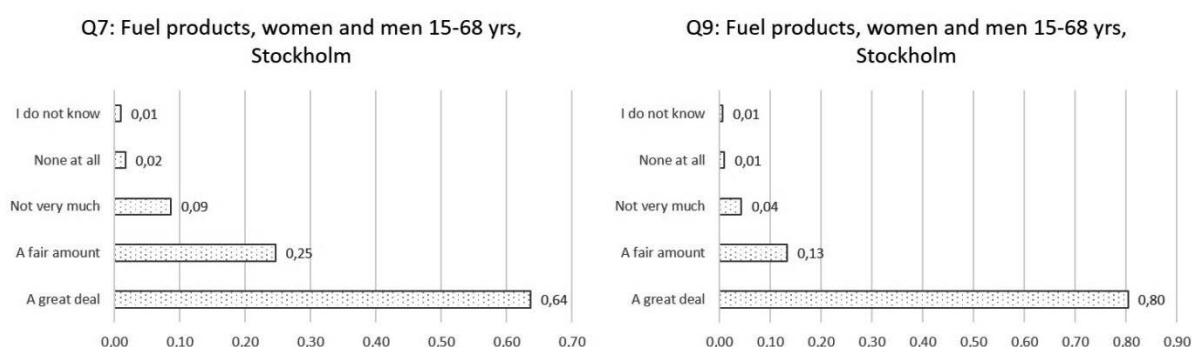 Q7: Fuel products, women and men 15-68 yrs,
Stockholm
I do not know
0,01
None at all
0,02
Not very much
0,09
A fair amount
0,25
A great deal
0,64
0,00 0,10 0,20 0,30 0,40 0,50 0,60 0,70
Q9: Fuel products, women and men 15-68 yrs,
Stockholm
I do not know
0,01
None at all
0,01
Not very much
0,04
A fair amount
0,13
A great deal
0,80
0,00 0,10 0,20 0,30 0,40 0,50 0,60 0,70 0,80 0,90